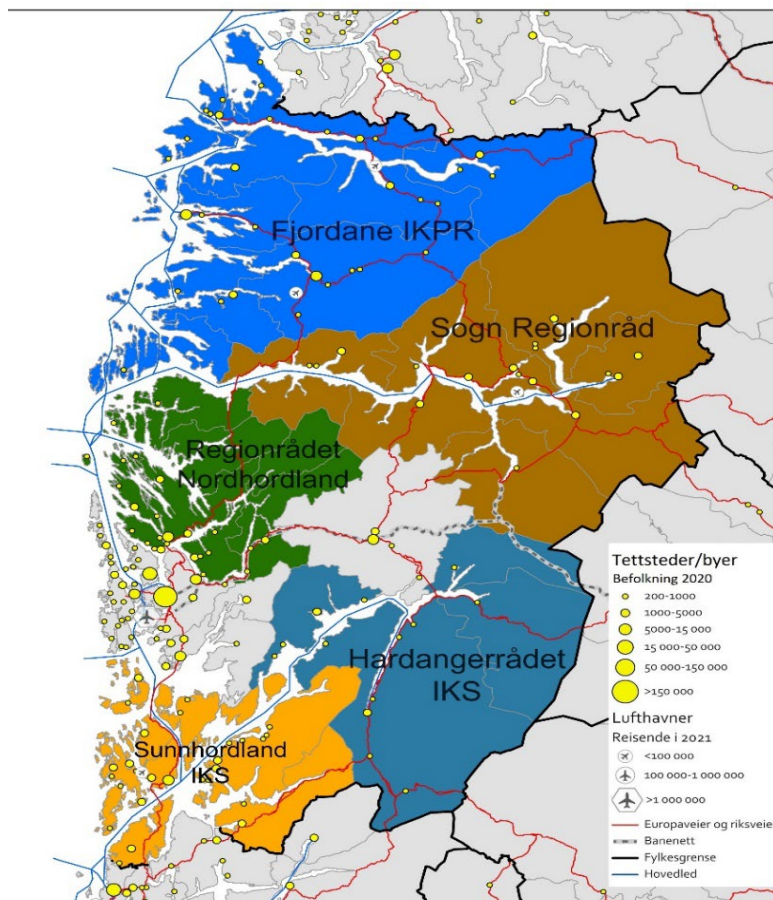 Fjordane IKPR
Sogn Regionråd
Regionrådet
Nordhordland
Hardangerrådet
IKS
Sunnhordland
IKS
Tettsteder/byer
Befolkning 2020
200-1000
1000-5000
5000-15 000
15 000-50 000
50 000-150 000
>150 000
Lufthavner
Reisende i 2021
<100 000
100 000-1 000 000
>1 000 000
Europaveier og riksveier
Banenett
Fylkesgrense
Hovedled